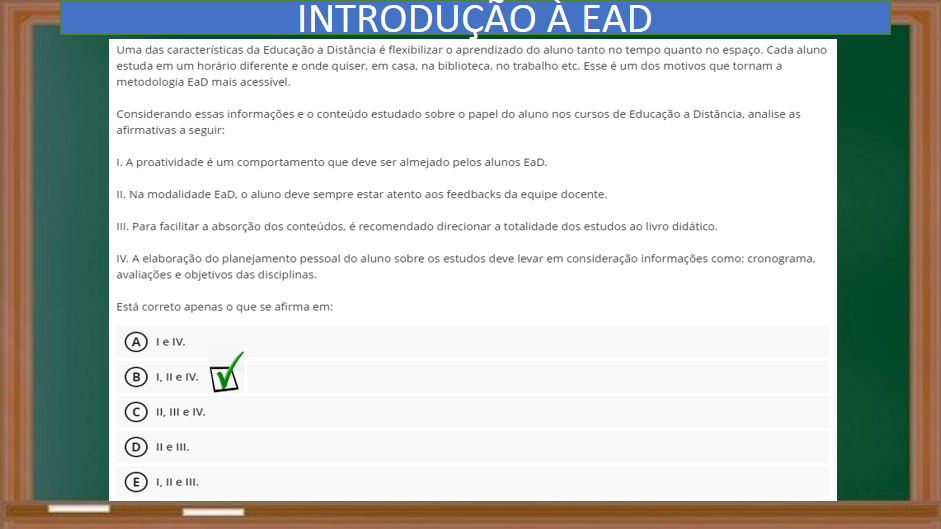 INTRODUÇÃO À EAD
Uma das características da Educação a Distância é flexibilizar o aprendizado do aluno tanto no tempo quanto no espaço. Cada aluno
estuda em um horário diferente e onde quiser, em casa, na biblioteca, no trabalho etc. Esse é um dos motivos que tornam a
metodologia EaD mais acessível.
Considerando essas informações e o conteúdo estudado sobre o papel do aluno nos cursos de Educação a Distância, analise as
afirmativas a seguir:
I. A proatividade é um comportamento que deve ser almejado pelos alunos EaD.
II. Na modalidade EaD, o aluno deve sempre estar atento aos feedbacks da equipe docente.
III. Para facilitar a absorção dos conteúdos, é recomendado direcionar a totalidade dos estudos ao livro didático.
IV. A elaboração do planejamento pessoal do aluno sobre os estudos deve levar em consideração informações como: cronograma,
avaliações e objetivos das disciplinas.
Está correto apenas o que se afirma em:
A I e IV.
B I, II e IV.
C II, III e IV.
D II e III.
E I, II e III.